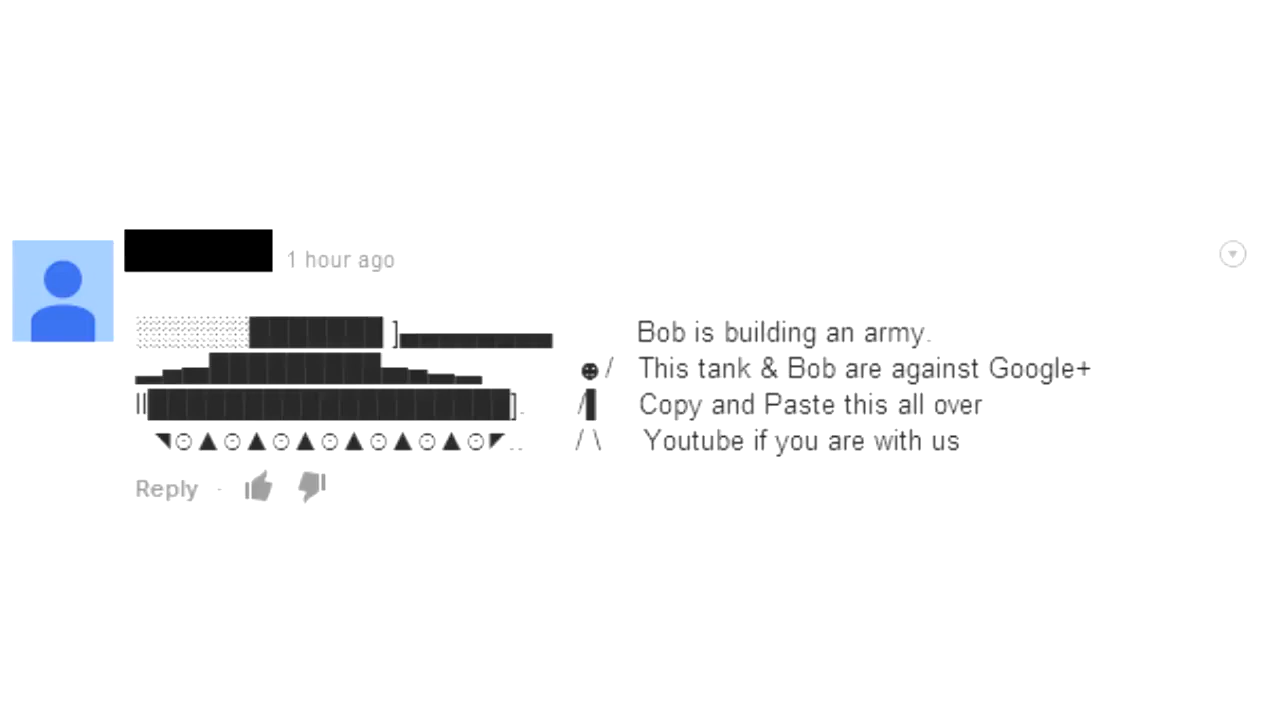 1 hour ago
░░░░░░███████ ]▄▄▄▄▄▄▄▄ Bob is building an army.
▂▄▅█████████▅▄▃▂ ☻/ This tank & Bob are against Google+
Il███████████████████]. /▌ Copy and Paste this all over
◥⊙▲⊙▲⊙▲⊙▲⊙▲⊙▲⊙◤.. / \ Youtube if you are with us
Reply ·